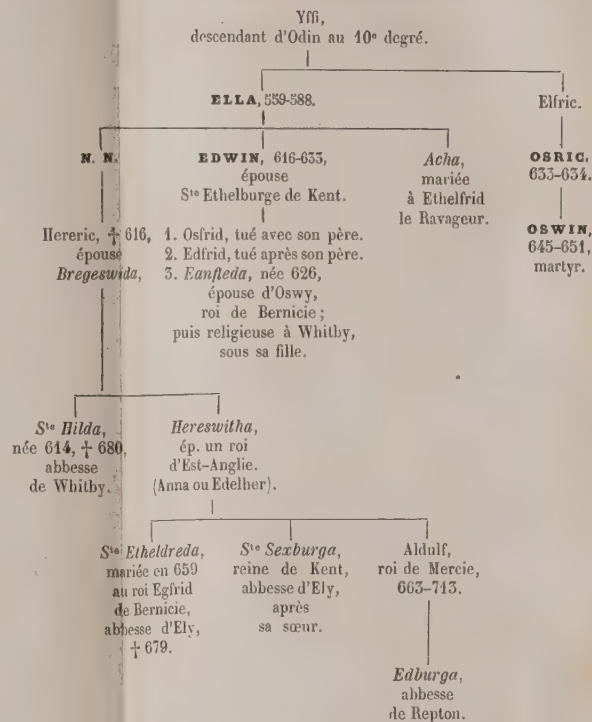 Yffi,
descendant d'Odin au 10e degré.
ELLA, 559-588.
Elfric.
N. N.
EDWIN, 616-633,
épouse
Ste Ethelburge de Kent.
Acha,
mariée
à Ethelfrid
le Ravageur.
OSRIC,
633-634.
OSWIN,
645-651,
martyr.
Hereric, † 616,
épouse
Bregeswida,
1. Osfrid, tué avec son père.
2. Edfrid, tué après son père.
3. Eanfleda, née 626,
épouse d'Oswy,
roi de Bernicie ;
puis religieuse à Whitby,
sous sa fille.
Ste Hilda,
née 614, † 680,
abbesse
de Whitby.
Hereswitha,
ép. un roi
d'Est-Anglie.
(Anna ou Edelher).
Ste Etheldreda,
mariée en 659
au roi Egfrid
de Bernicie,
abbesse d'Ely,
† 679.
Ste Sexburga,
reine de Kent,
abbesse d'Ely,
après
sa sœur.
Aldulf,
roi de Mercie,
663-713.
Edburga,
abbesse
de Repton.